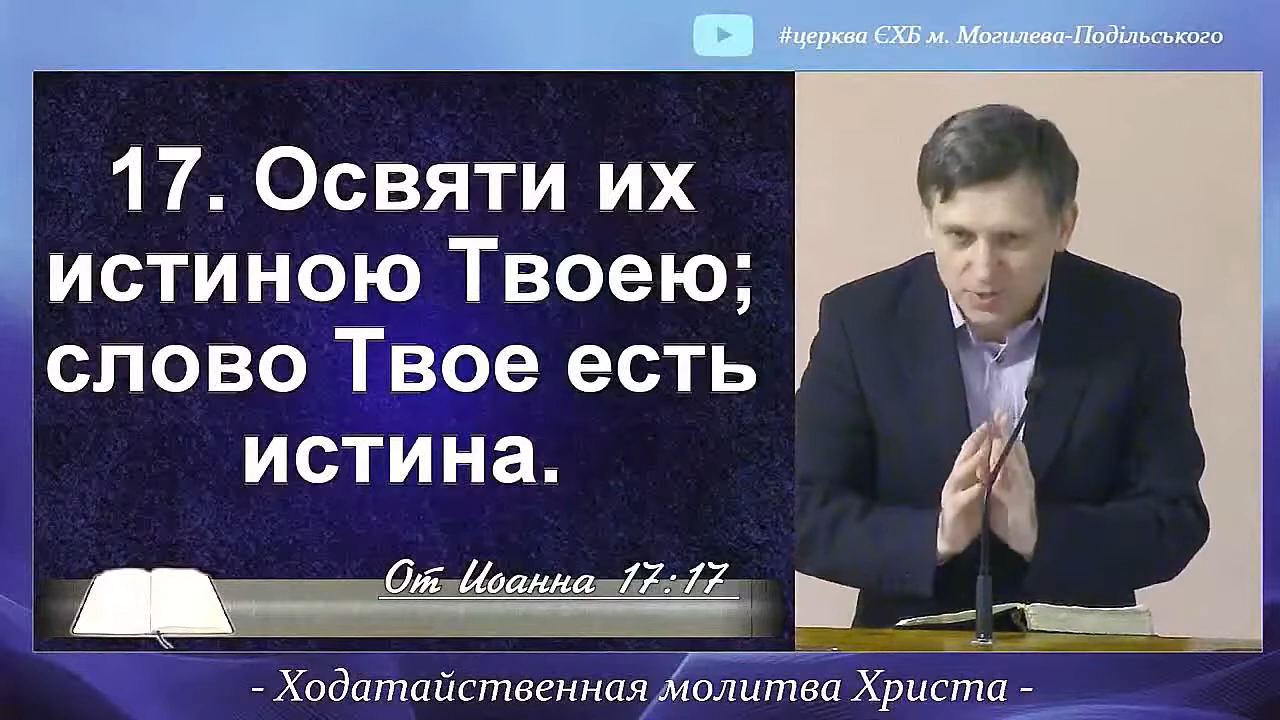 #церква ЄХБ м. Могилева-Подільського
17. Освяти их
истиною Твоею;
слово Твое есть
истина.
От Иоанна 17:17
- Ходатайственная молитва Христа -